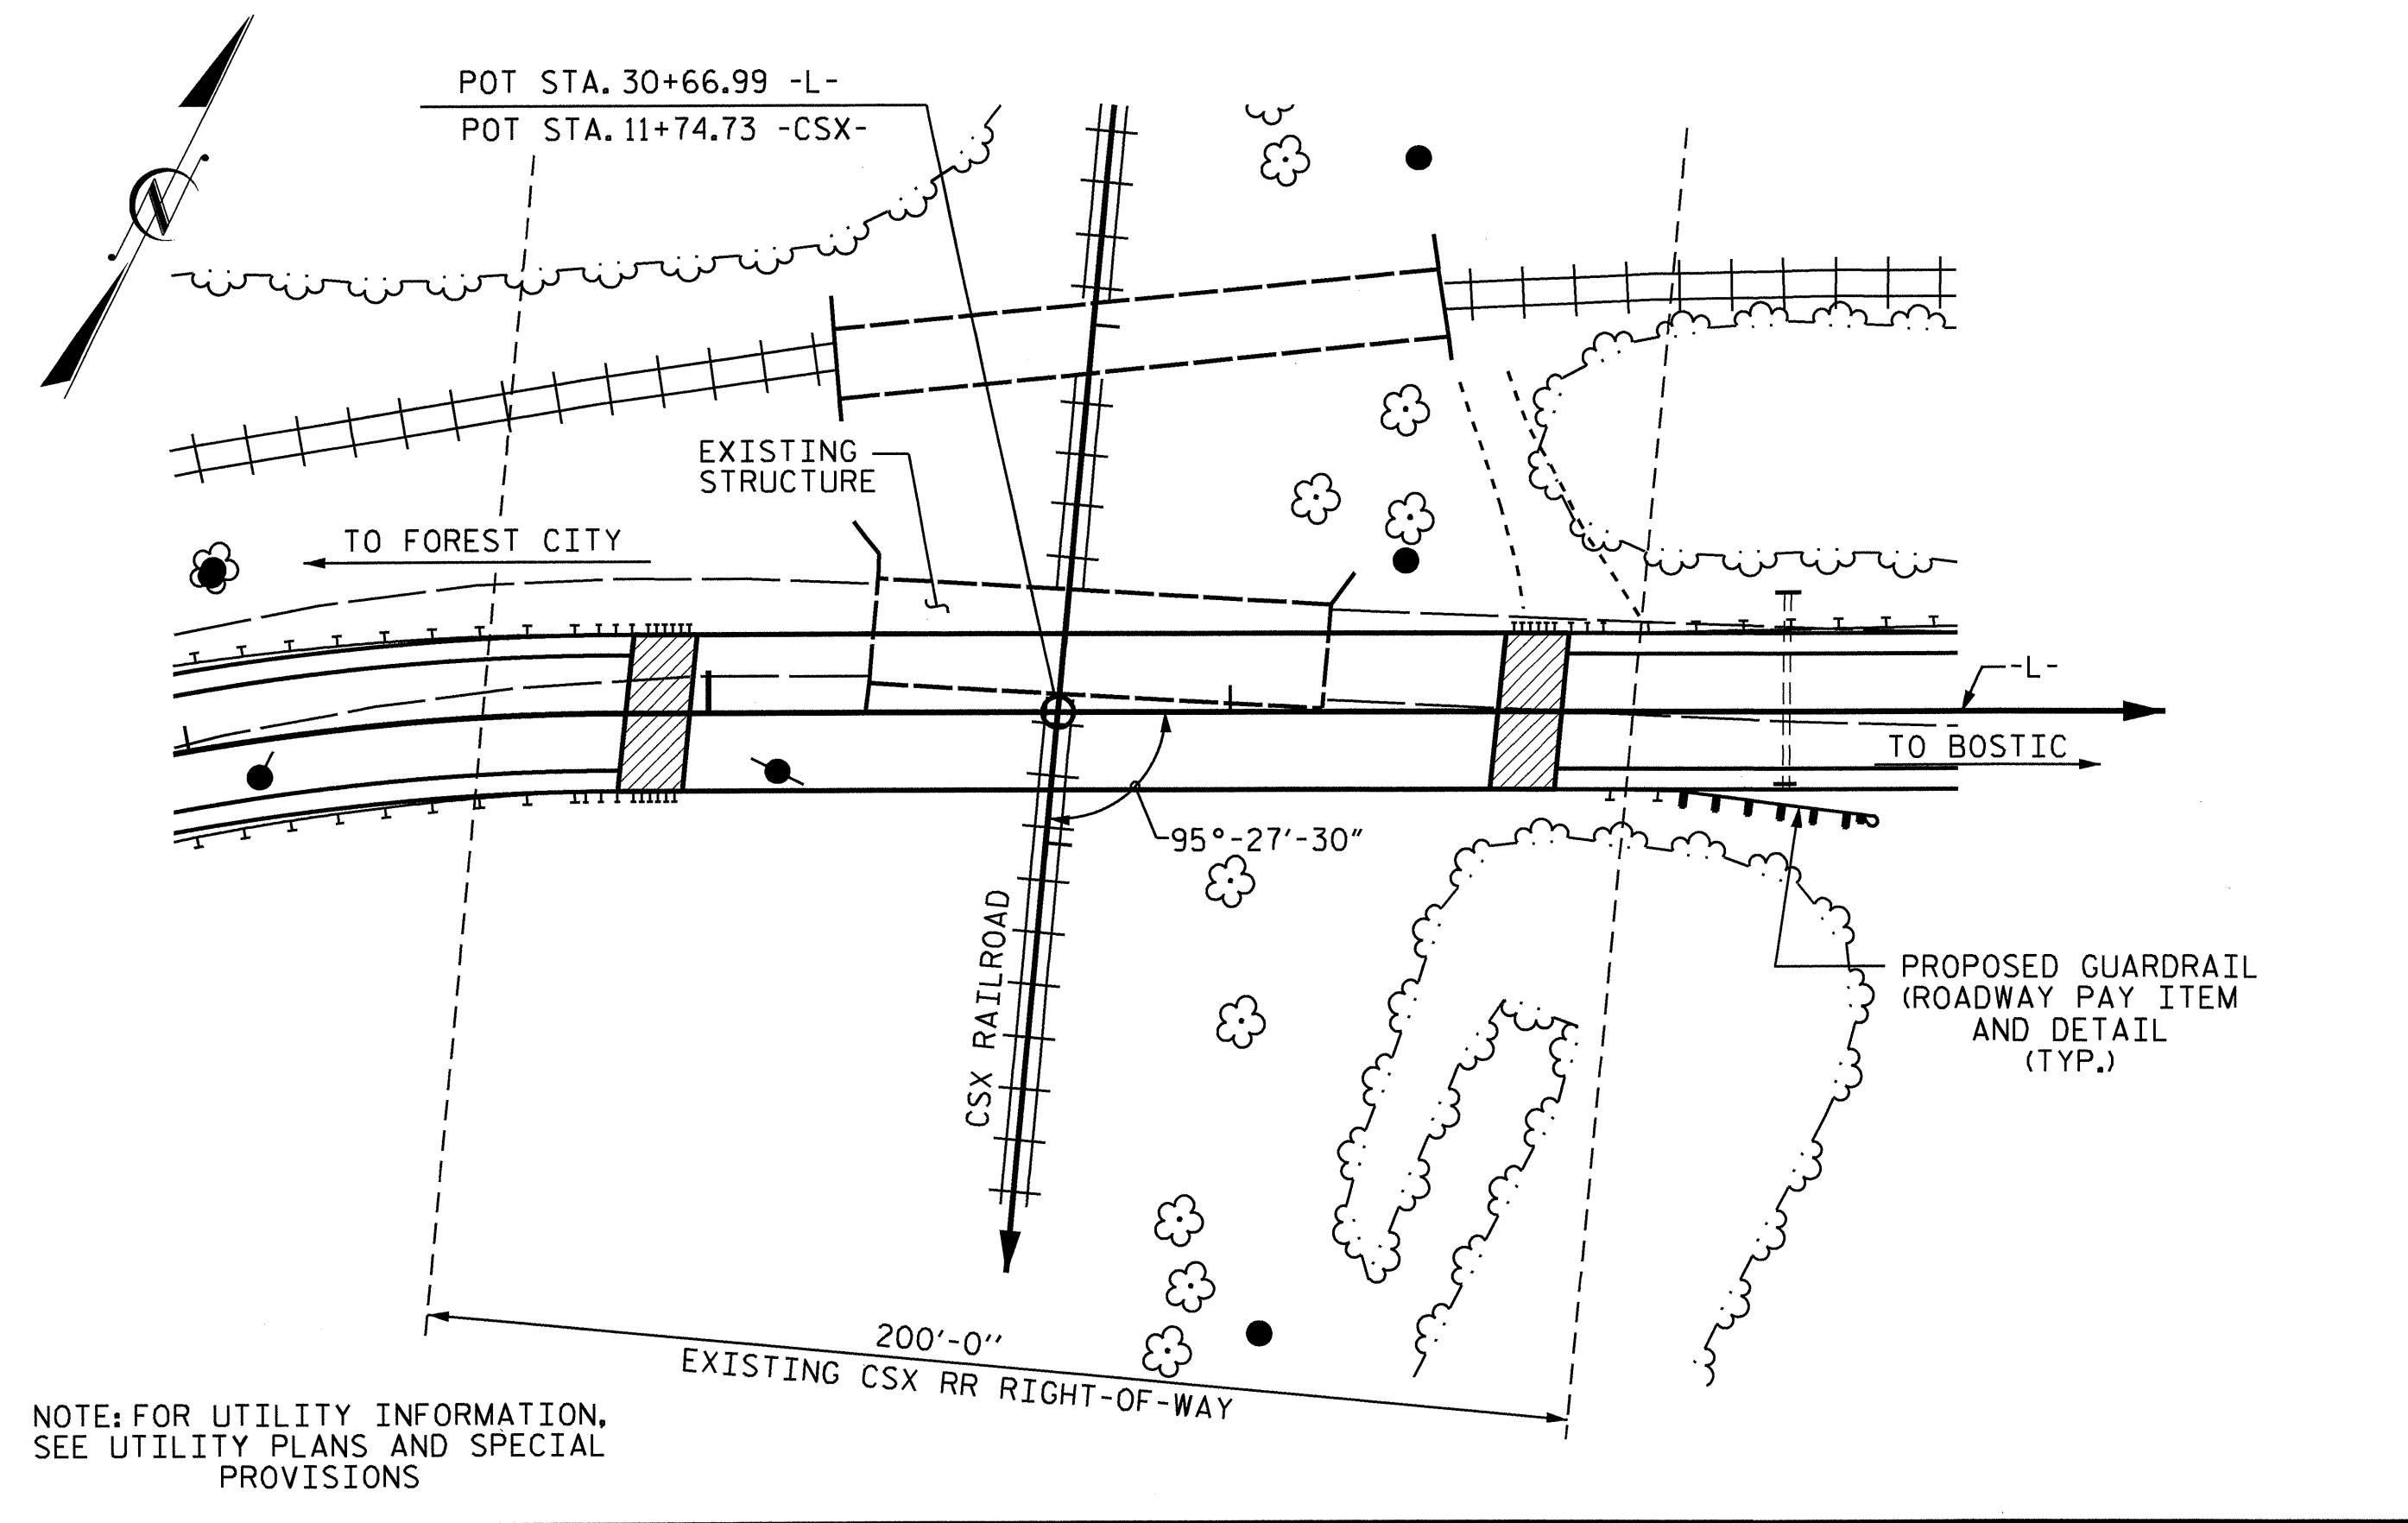 POT STA. 30+66.99 -L-
POT STA. 11+74.73 -CSX-
N
EXISTING
STRUCTURE
TO FOREST CITY
-L-
TO BOSTIC
95°-27'-30"
CSX RAILROAD
PROPOSED GUARDRAIL
(ROADWAY PAY ITEM
AND DETAIL
(TYP.)
200'-0"
EXISTING CSX RR RIGHT-OF-WAY
NOTE: FOR UTILITY INFORMATION,
SEE UTILITY PLANS AND SPECIAL
PROVISIONS